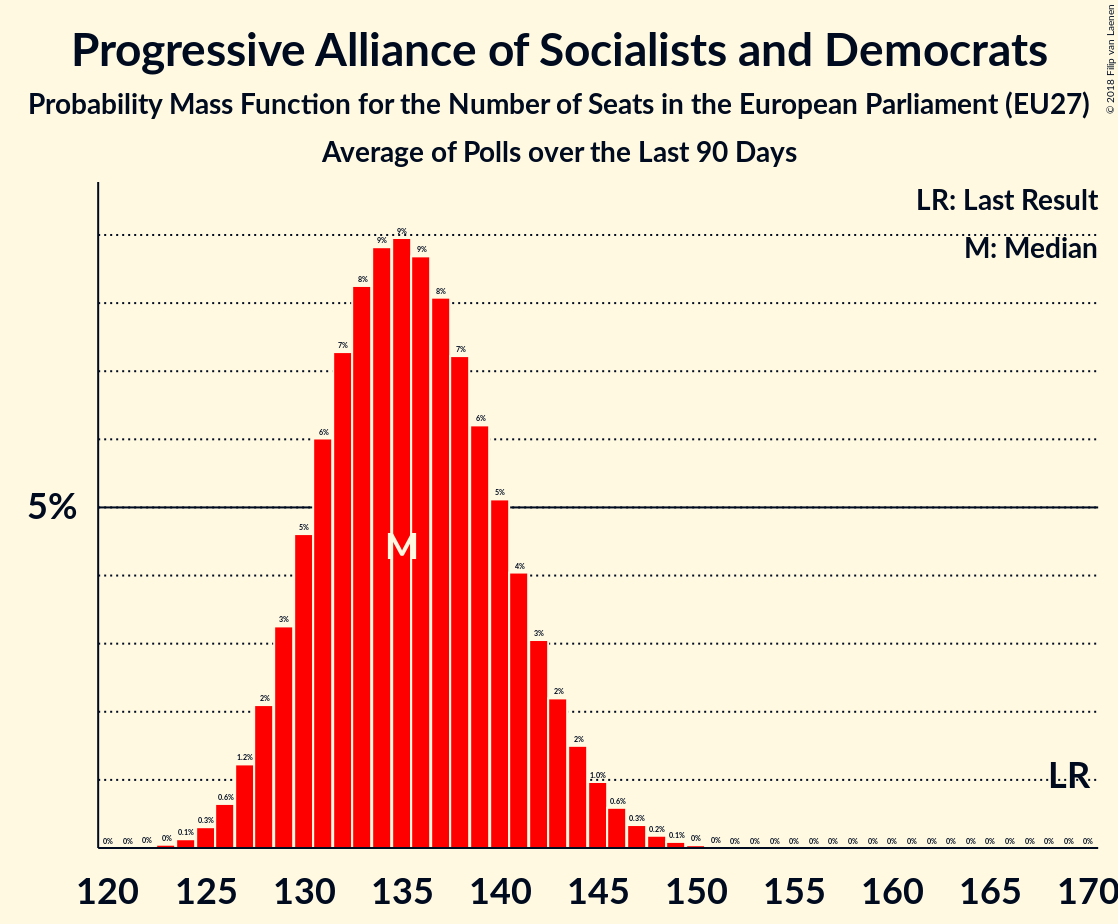 Progressive Alliance of Socialists and Democrats
Probability Mass Function for the Number of Seats in the European Parliament (EU27)
Average of Polls over the Last 90 Days
© 2018 Filip van Laenen
LR: Last Result
M: Median
5%
M
LR
0% 0% 0% 0% 0.1% 0.3% 0.6% 1.2% 2% 3% 5% 6% 7% 8% 9% 9% 9% 8% 7% 6% 5% 4% 3% 2% 2% 1.0% 0.6% 0.3% 0.2% 0.1% 0% 0% 0% 0% 0% 0% 0% 0% 0% 0% 0% 0% 0% 0% 0% 0% 0% 0% 0% 0% 0%
120 125 130 135 140 145 150 155 160 165 170